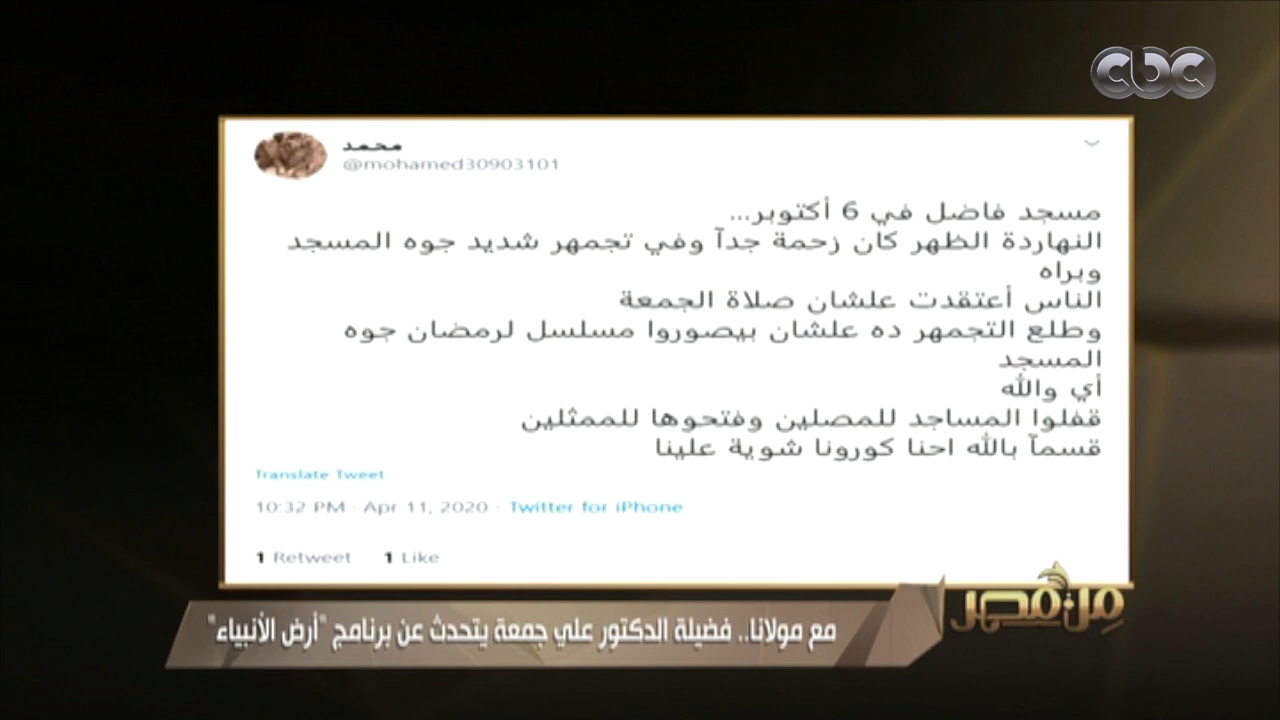 cbc
محمد
@mohamed30903101
مسجد فاضل في 6 أكتوبر...
النهاردة الظهر كان زحمة جدآ وفي تجمهر شديد جوه المسجد
وبراه
الناس أعتقدت علشان صلاة الجمعة
وطلع التجمهر ده علشان بيصوروا مسلسل لرمضان جوه
المسجد
أي والله
قفلوا المساجد للمصلين وفتحوها للممثلين
قسمآ بالله احنا كورونا شوية علينا
Translate Tweet
10:32 PM · Apr 11, 2020 · Twitter for iPhone
1 Retweet 1 Like
من مصر
مع مولانا.. فضيلة الدكتور علي جمعة يتحدث عن برنامج "أرض الأنبياء"